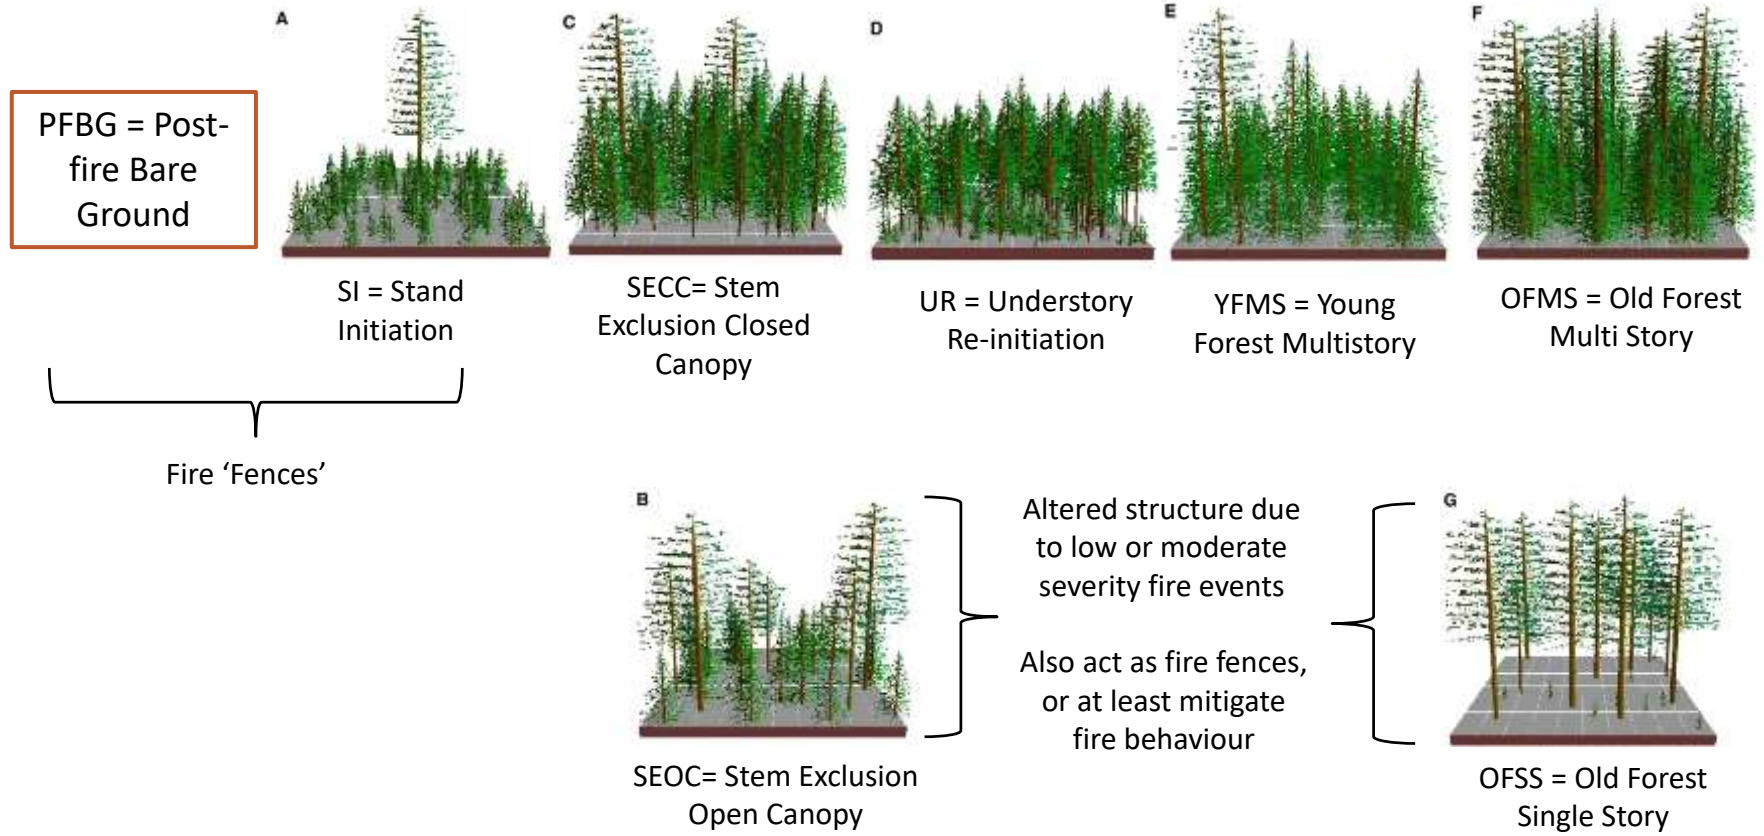 A
C
D
E
F
PFBG = Post-
fire Bare
Ground
SI = Stand
Initiation
SECC= Stem
Exclusion Closed
Canopy
UR = Understory
Re-initiation
YFMS = Young
Forest Multistory
OFMS = Old Forest
Multi Story
Fire ‘Fences’
B
SEOC= Stem Exclusion
Open Canopy
Altered structure due
to low or moderate
severity fire events
Also act as fire fences,
or at least mitigate
fire behaviour
G
OFSS = Old Forest
Single Story